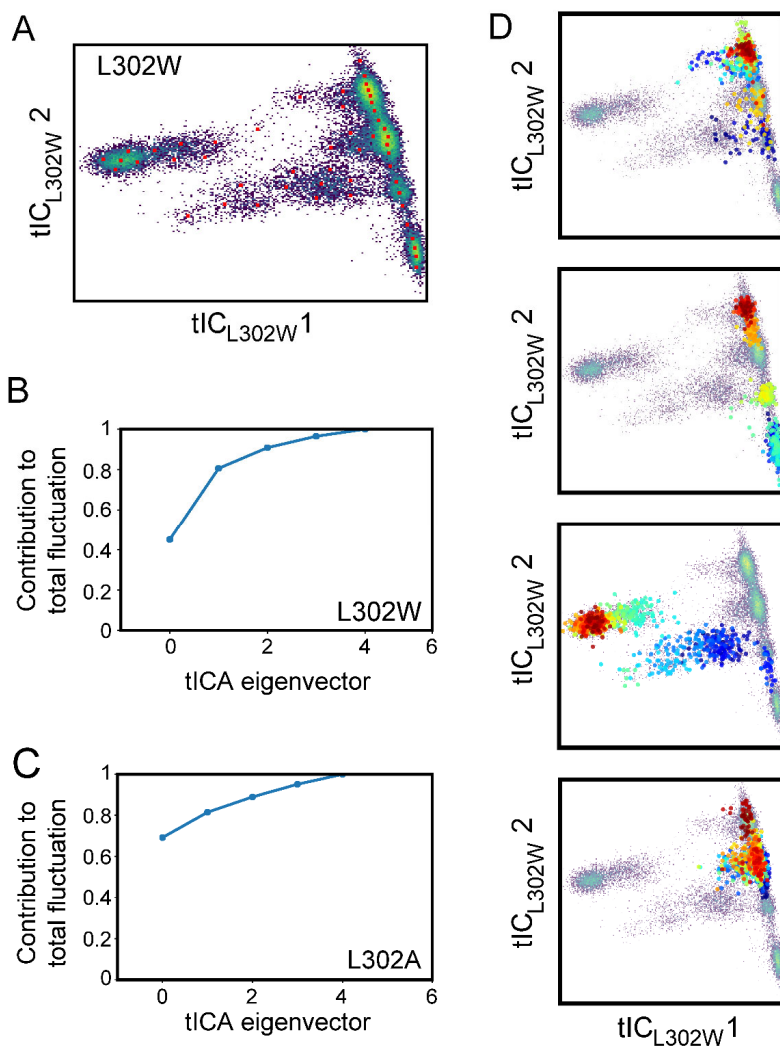 A
L302W
tIC L302W 2
tIC L302W 1
B
Contribution to
total fluctuation
1
0.8
0.6
0.4
0.2
0
0 2 4 6
L302W
tICA eigenvector
C
Contribution to
total fluctuation
1
0.8
0.6
0.4
0.2
0
0 2 4 6
L302A
tICA eigenvector
D
tIC L302W 2
tIC L302W 2
tIC L302W 2
tIC L302W 2
tIC L302W 1